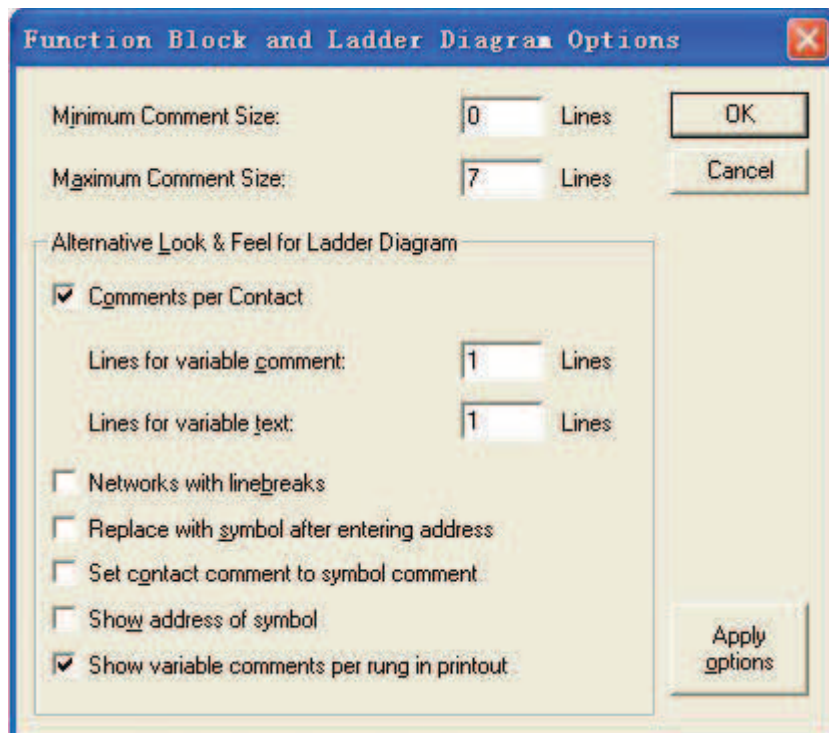 Function Block and Ladder Diagram Options
Minimum Comment Size: 0 Lines OK
Maximum Comment Size: 7 Lines Cancel
Alternative Look & Feel for Ladder Diagram
Comments per Contact
Lines for variable comment: 1 Lines
Lines for variable text: 1 Lines
Networks with linebreaks
Replace with symbol after entering address
Set contact comment to symbol comment
Show address of symbol
Show variable comments per rung in printout
Apply
options